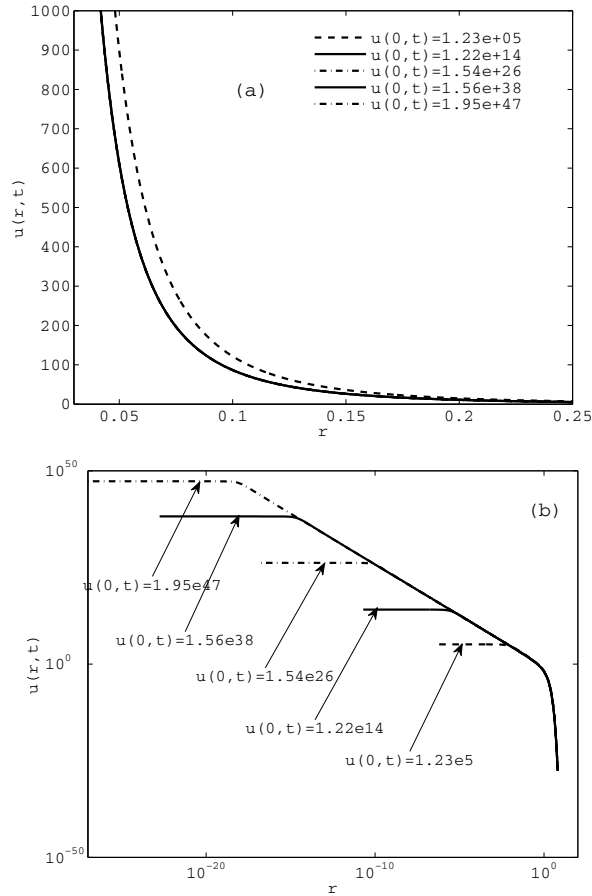 1000
900
800
700
600
500
400
300
200
100
0
u(r,t)
(a)
u(0,t)=1.23e+05
u(0,t)=1.22e+14
u(0,t)=1.54e+26
u(0,t)=1.56e+38
u(0,t)=1.95e+47
0.05 0.1 0.15 0.2 0.25
r
10^50
10^0
10^-50
u(r,t)
(b)
u(0,t)=1.95e47
u(0,t)=1.56e38
u(0,t)=1.54e26
u(0,t)=1.22e14
u(0,t)=1.23e5
10^-20 10^-10 10^0
r